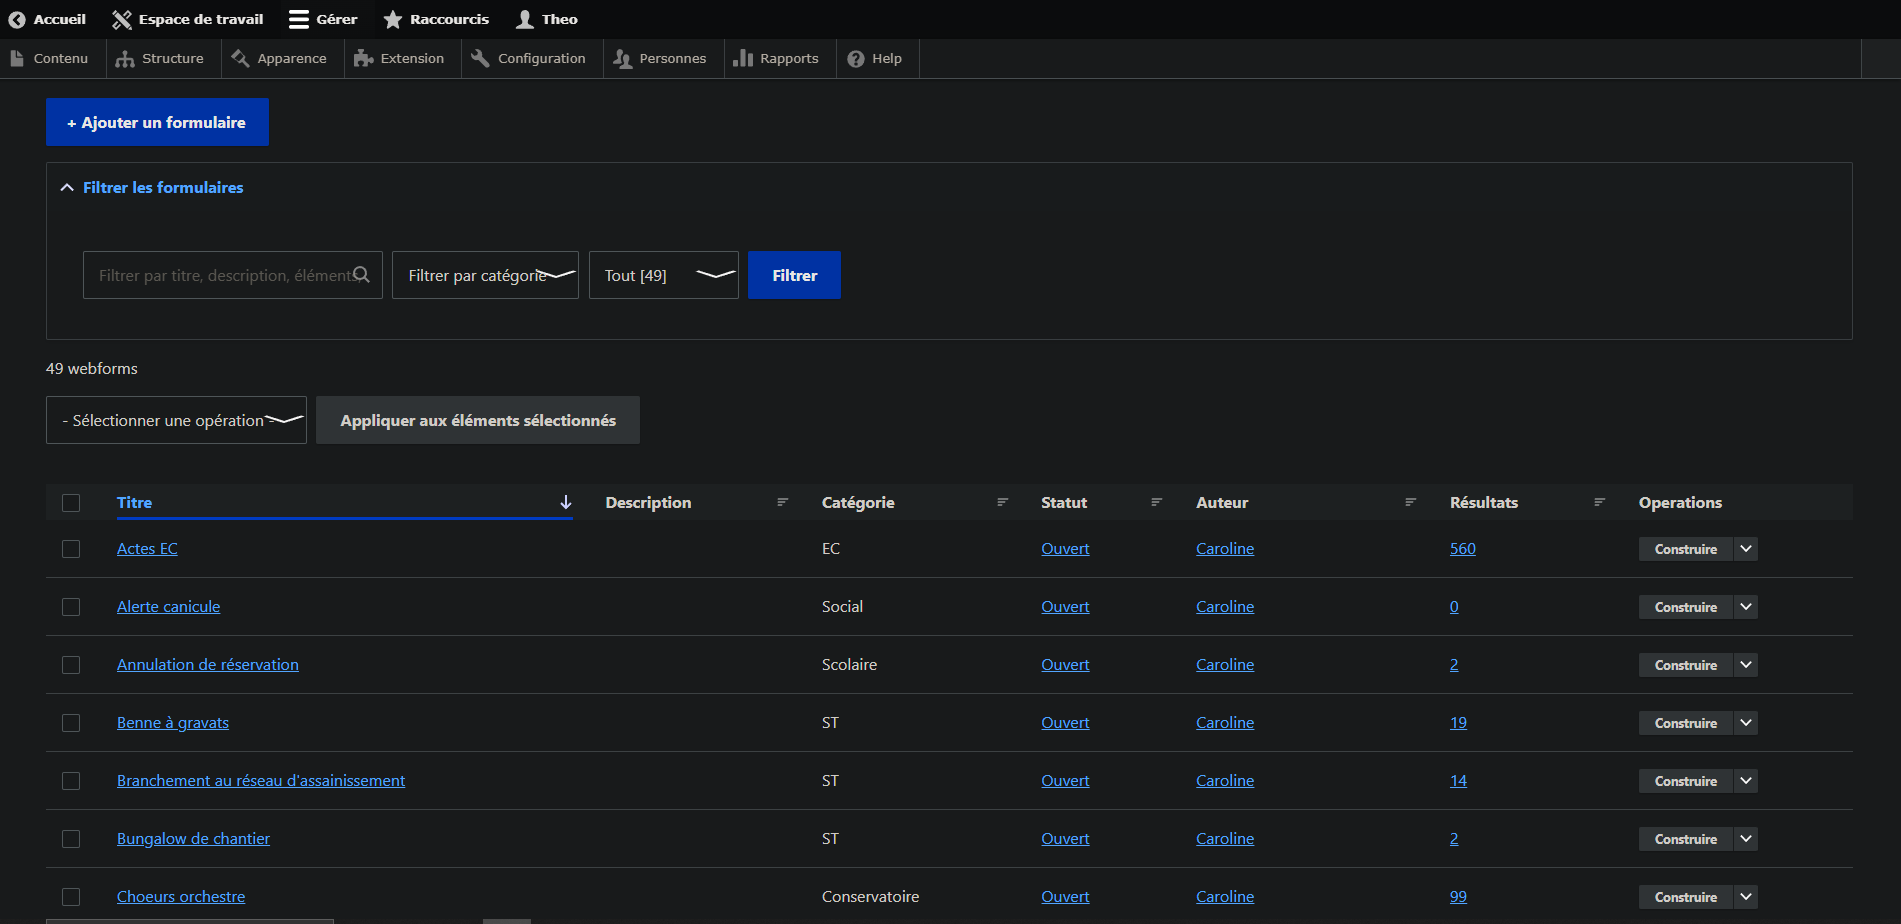 Accueil Espace de travail Gérer Raccourcis Theo
Contenu Structure Apparence Extension Configuration Personnes Rapports Help
+ Ajouter un formulaire
Filtrer les formulaires
Filtrer par titre, description, éléments, Filtrer par catégorie Tout [49] Filtrer
49 webforms
- Sélectionner une opération - Appliquer aux éléments sélectionnés
Titre Description Catégorie Statut Auteur Résultats Operations
Actes EC EC Ouvert Caroline 560 Construire
Alerte canicule Social Ouvert Caroline 0 Construire
Annulation de réservation Scolaire Ouvert Caroline 2 Construire
Benne à gravats ST Ouvert Caroline 19 Construire
Branchement au réseau d'assainissement ST Ouvert Caroline 14 Construire
Bungalow de chantier ST Ouvert Caroline 2 Construire
Choeurs orchestre Conservatoire Ouvert Caroline 99 Construire